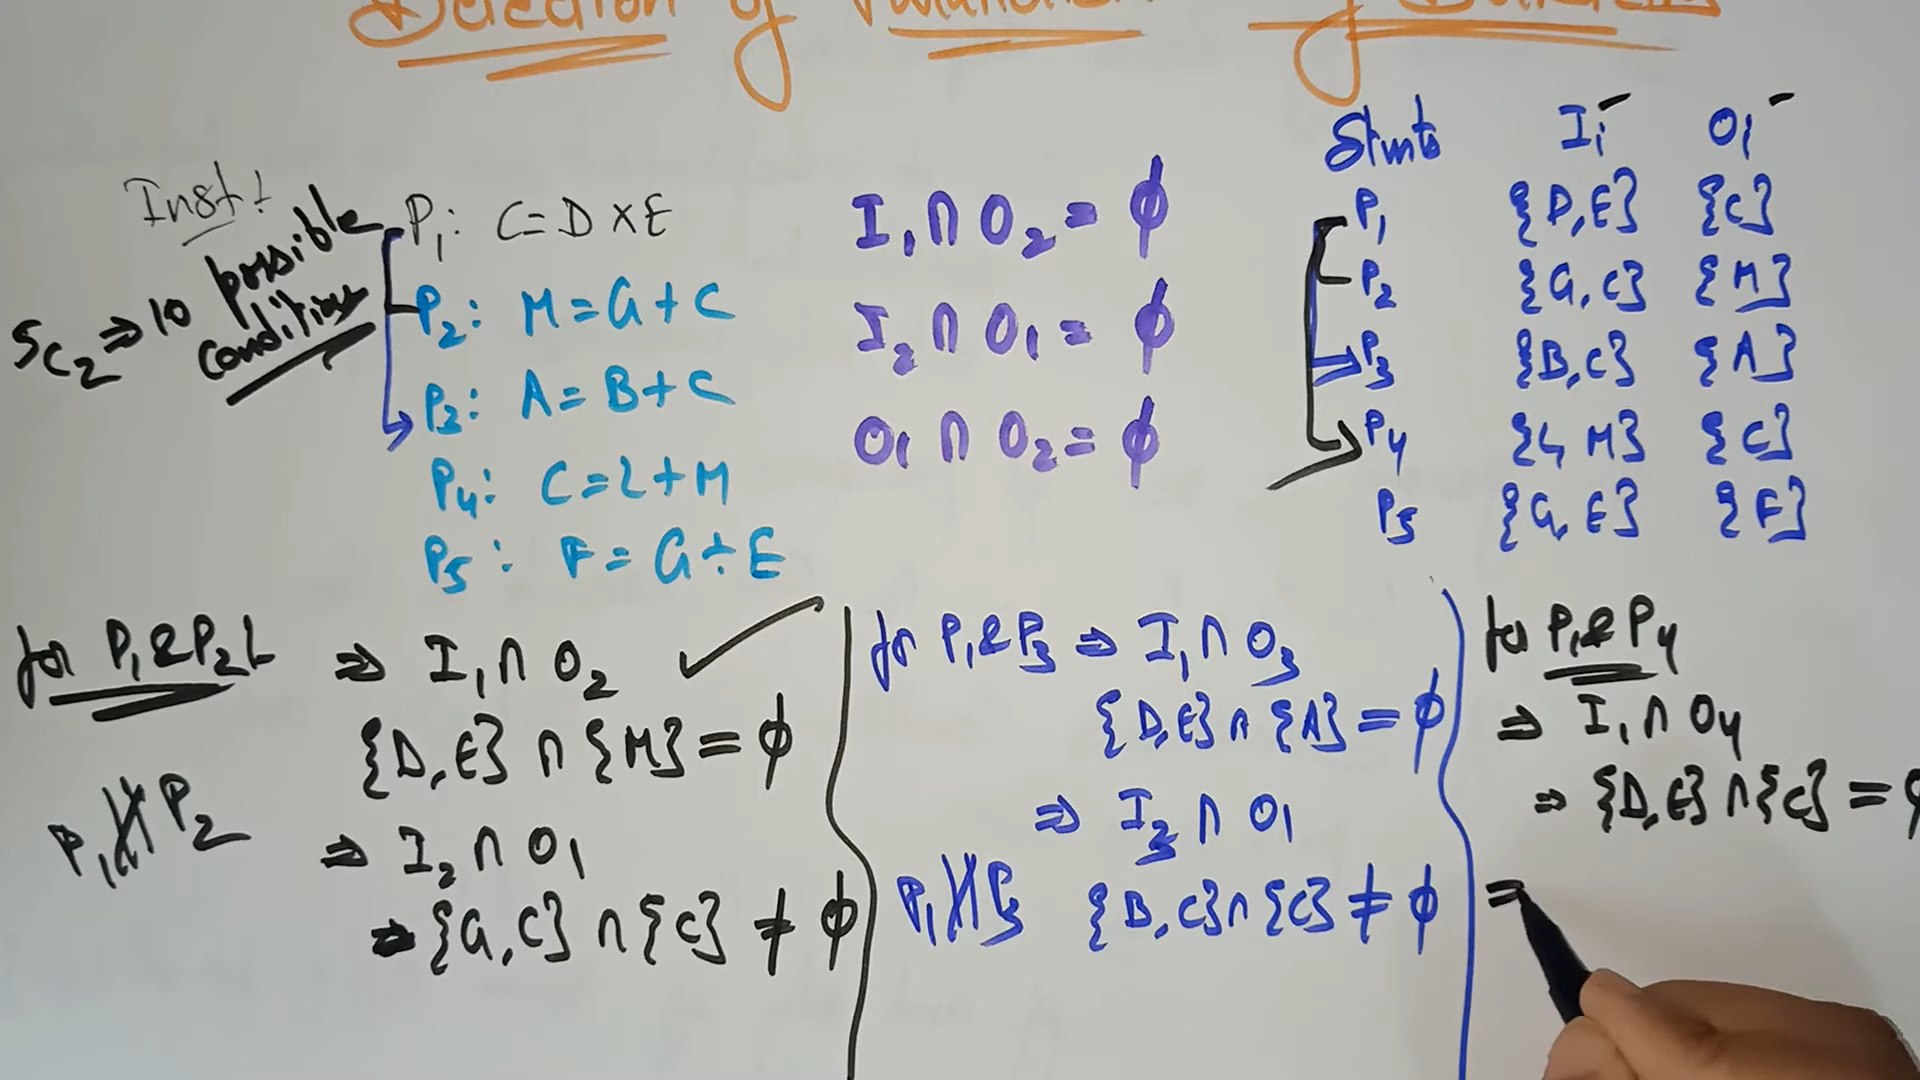 of
Inst:
5c2 ⇒ 10 possible conditions
P1: C = D × E
P2: M = G + C
P3: A = B + C
P4: C = L + M
P5: F = G ÷ E
I1 ∩ O2 = ϕ
I2 ∩ O1 = ϕ
O1 ∩ O2 = ϕ
Stmts Ii Oi
P1 {D,E} {C}
P2 {G,C} {M}
P3 {B,C} {A}
P4 {L, M} {C}
P5 {G,E} {F}
for P1 & P2 ⇒ I1 ∩ O2
{D,E} ∩ {M} = ϕ
⇒ I2 ∩ O1
P1 ∦ P2
⇒ {G,C} ∩ {C} ≠ ϕ
for P1 & P3 ⇒ I1 ∩ O3
{D,E} ∩ {A} = ϕ
⇒ I3 ∩ O1
P1 ∦ P3 {B,C} ∩ {C} ≠ ϕ
for P1 & P4
⇒ I1 ∩ O4
⇒ {D,E} ∩ {C} = ϕ
=